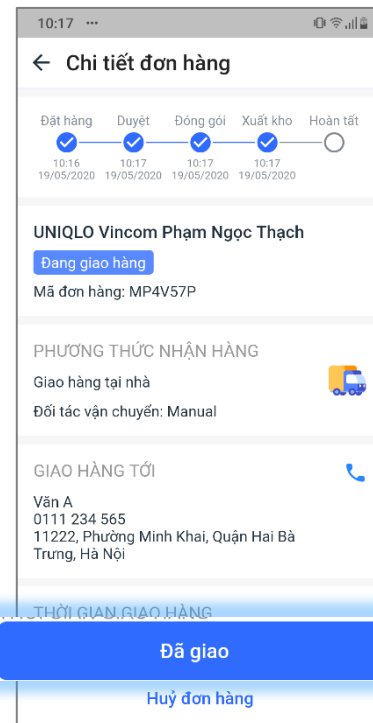 10:17 ...
Chi tiết đơn hàng
Đặt hàng Duyệt Đóng gói Xuất kho Hoàn tất
10:16 10:17 10:17 10:17
19/05/2020 19/05/2020 19/05/2020 19/05/2020
UNIQLO Vincom Phạm Ngọc Thạch
Đang giao hàng
Mã đơn hàng: MP4V57P
PHƯƠNG THỨC NHẬN HÀNG
Giao hàng tại nhà
Đối tác vận chuyển: Manual
GIAO HÀNG TỚI
Văn A
0111 234 565
11222, Phường Minh Khai, Quận Hai Bà
Trưng, Hà Nội
THỜI GIAN GIAO HÀNG
Đã giao
Huỷ đơn hàng